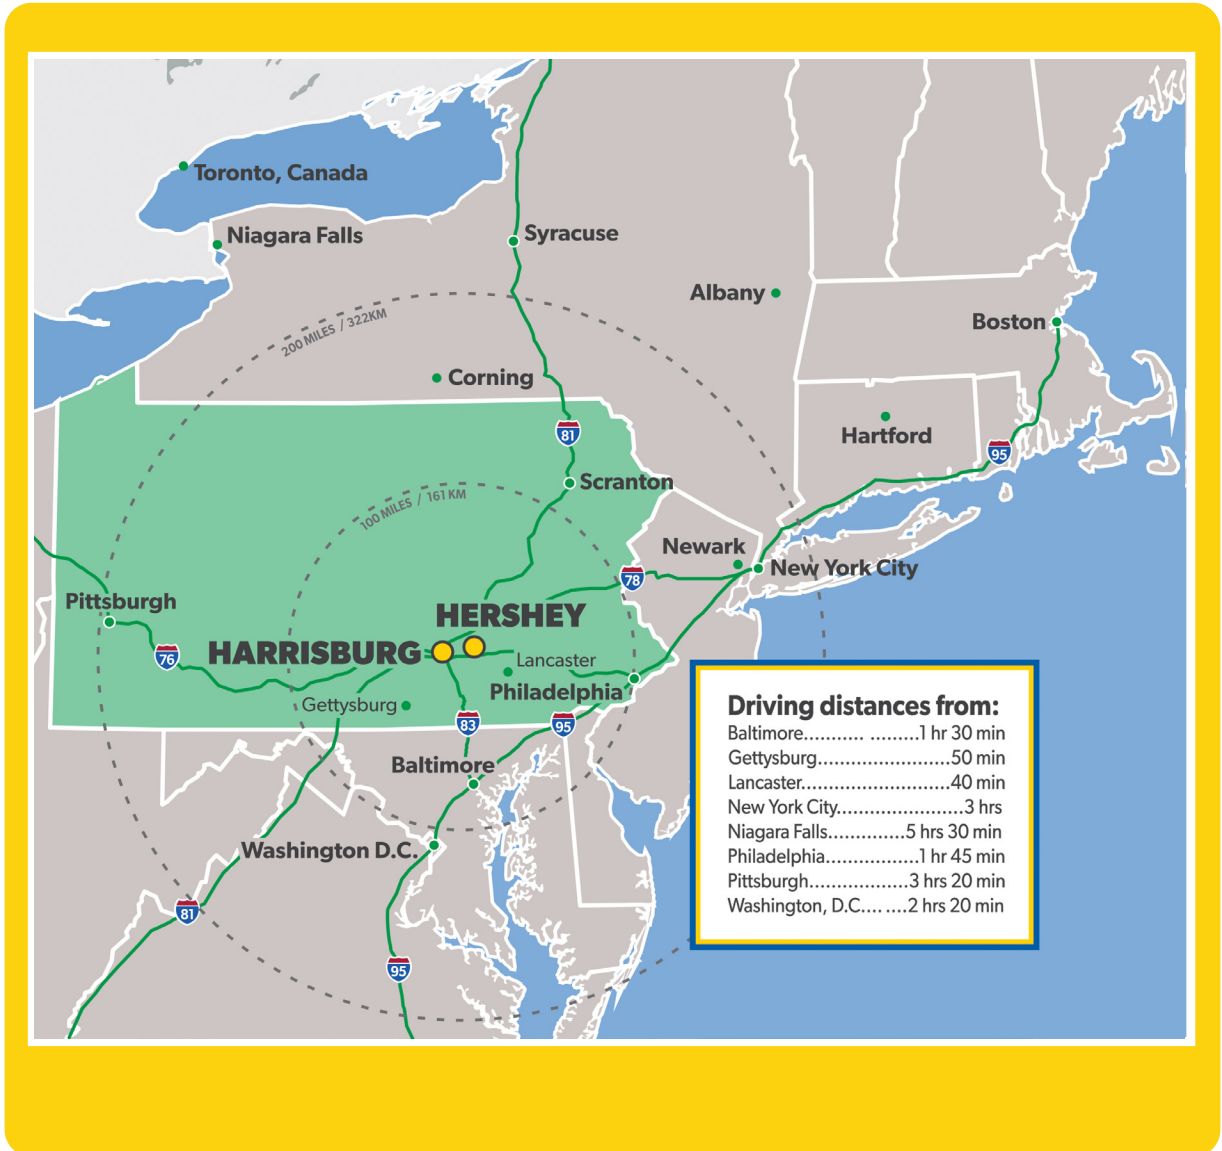 Toronto, Canada
Niagara Falls
Syracuse
Albany
Boston
200 MILES / 322KM
Corning
Hartford
81
95
Scranton
100 MILES / 161 KM
Newark
New York City
78
Pittsburgh
HERSHEY
76
HARRISBURG
Lancaster
Philadelphia
Gettysburg
83
95
Baltimore
Washington D.C.
81
95
Driving distances from:
Baltimore........... ........1 hr 30 min
Gettysburg.......................50 min
Lancaster..........................40 min
New York City......................3 hrs
Niagara Falls..............5 hrs 30 min
Philadelphia.................1 hr 45 min
Pittsburgh..................3 hrs 20 min
Washington, D.C.... ....2 hrs 20 min